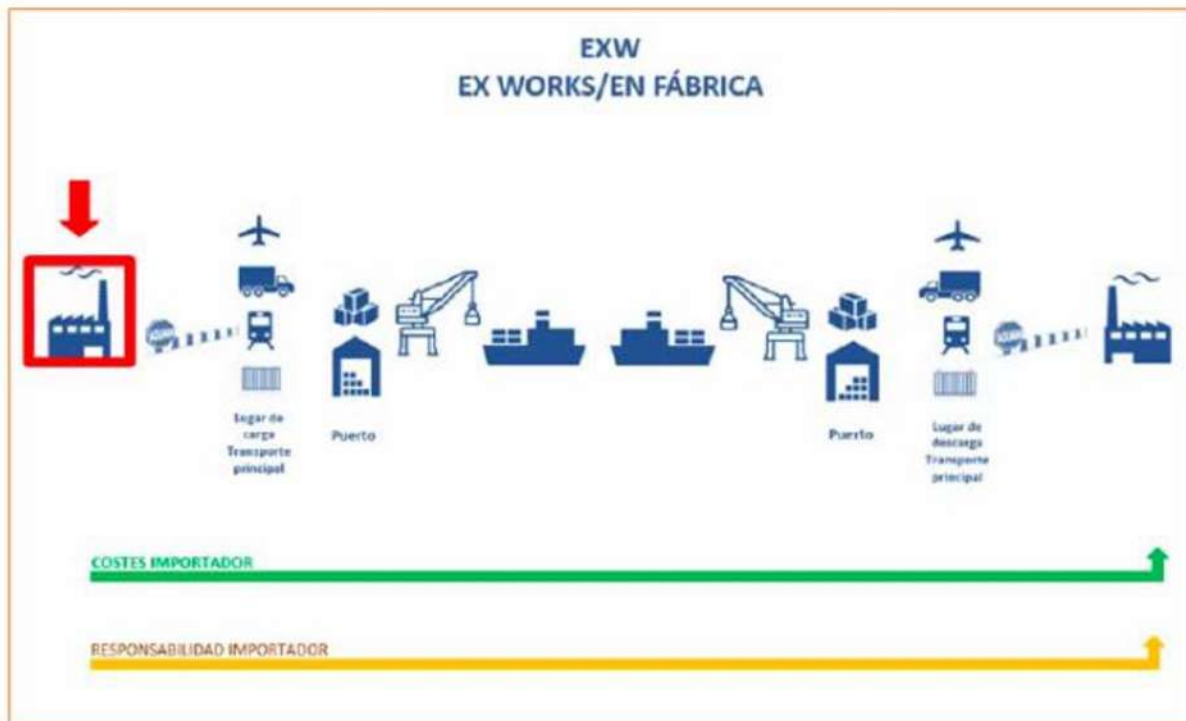 EXW
EX WORKS/EN FÁBRICA
Lugar de
carga
Transporte
principal
Puerto
Puerto
Lugar de
descarga
Transporte
principal
COSTES IMPORTADOR
RESPONSABILIDAD IMPORTADOR